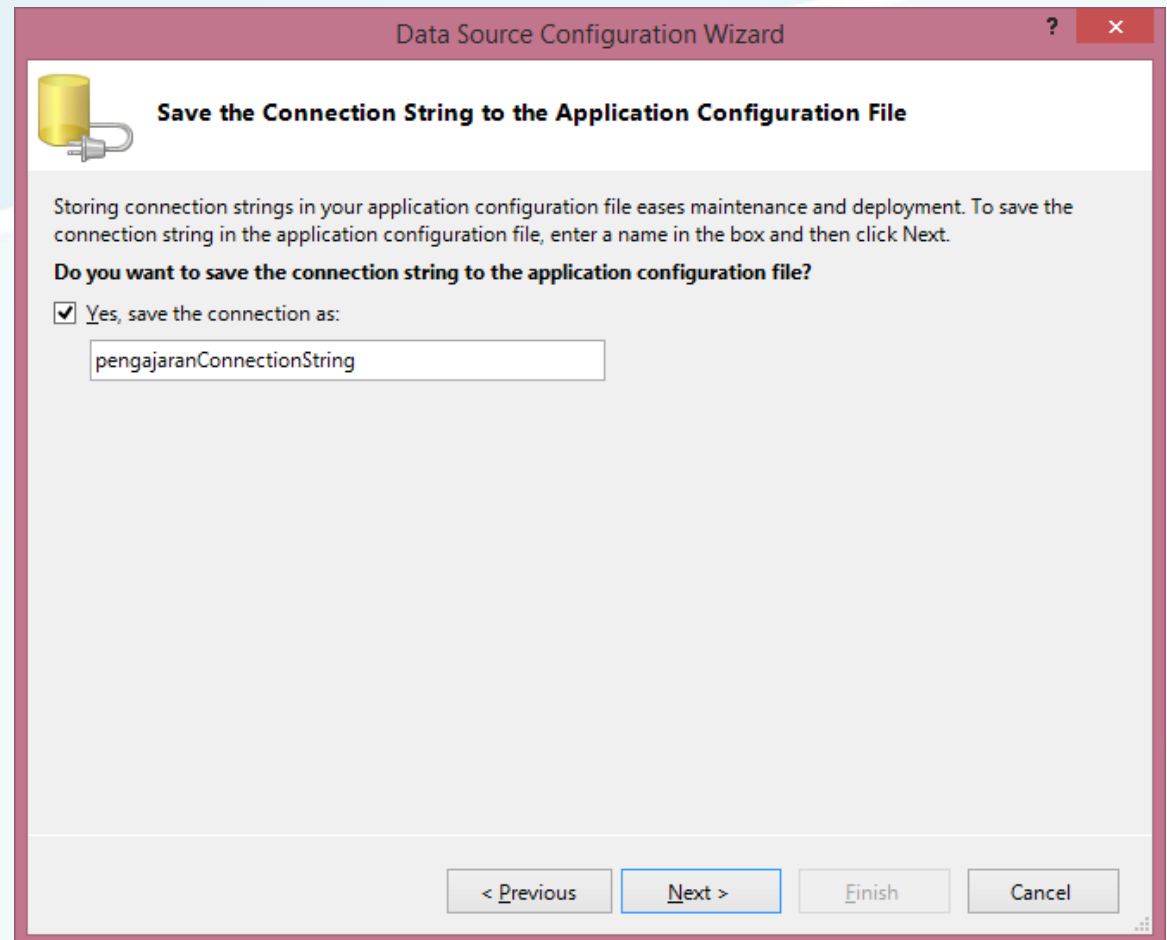 Data Source Configuration Wizard
?
×
Save the Connection String to the Application Configuration File
Storing connection strings in your application configuration file eases maintenance and deployment. To save the
connection string in the application configuration file, enter a name in the box and then click Next.
Do you want to save the connection string to the application configuration file?
Yes, save the connection as:
pengajaranConnectionString
< Previous
Next >
Finish
Cancel